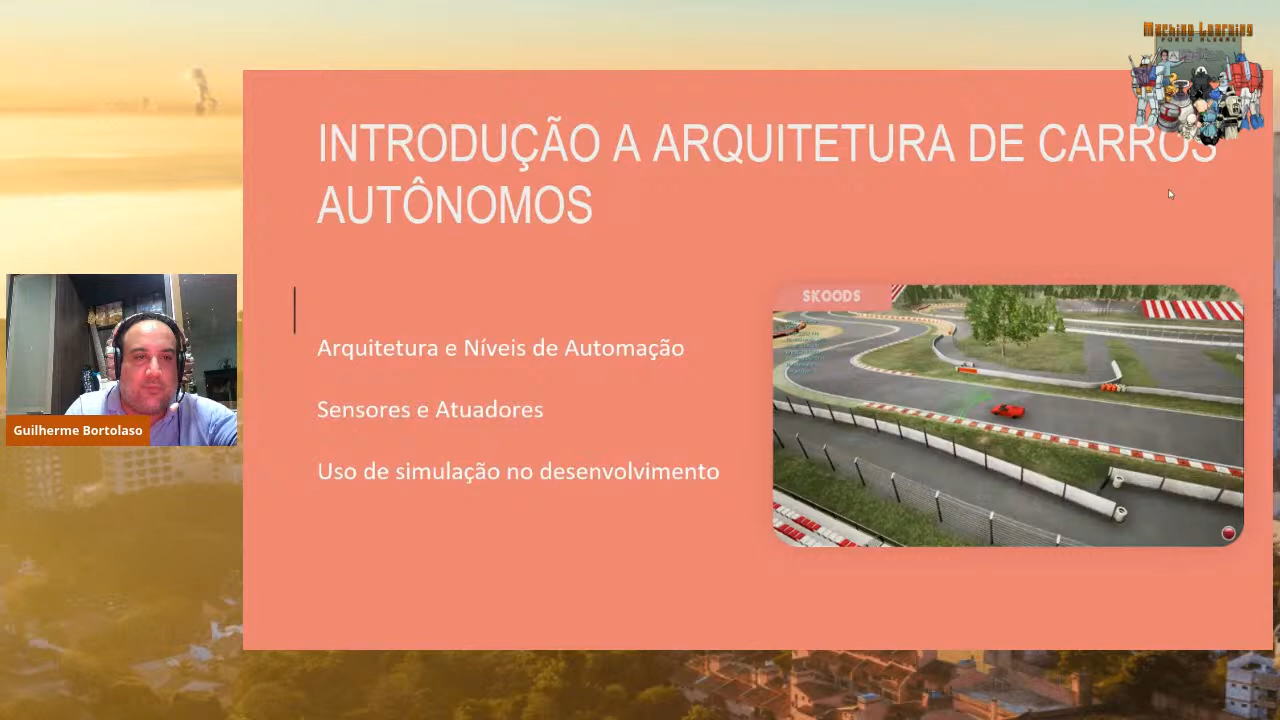 Machine Learning
PORTO ALEGRE
INTRODUÇÃO A ARQUITETURA DE CARROS
AUTÔNOMOS
SKOODS
Arquitetura e Níveis de Automação
Sensores e Atuadores
Uso de simulação no desenvolvimento
Guilherme Bortolaso